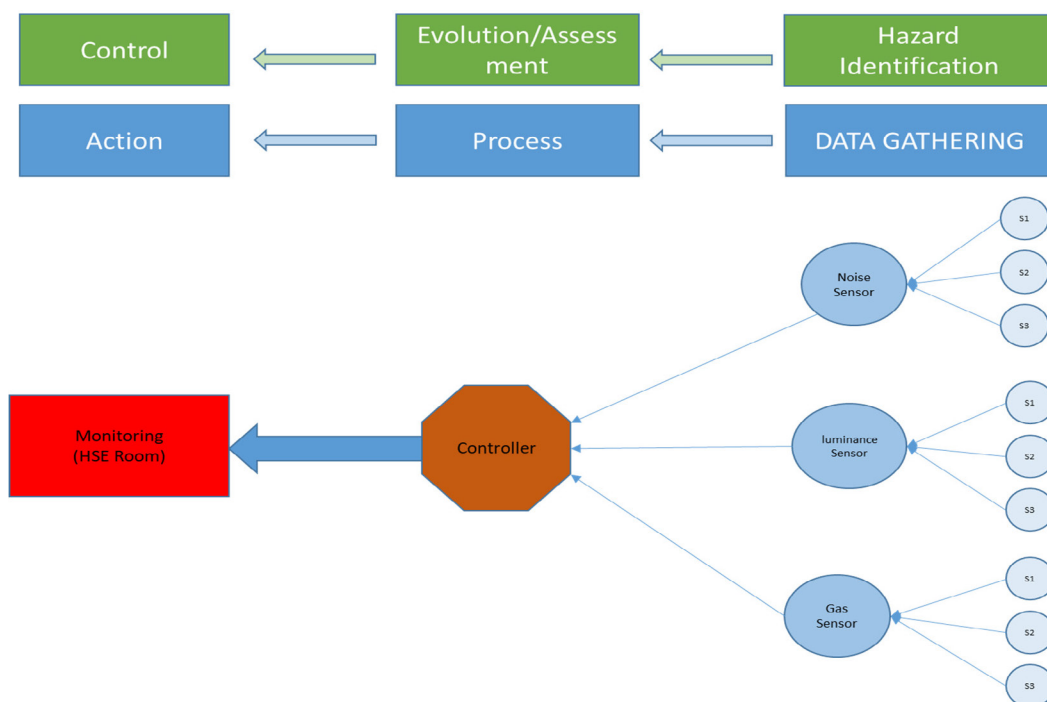 Control
Evolution/Assess
ment
Hazard
Identification
Action
Process
DATA GATHERING
S1
Noise
Sensor
S2
S3
S1
Monitoring
(HSE Room)
Controller
luminance
Sensor
S2
S3
S1
Gas
Sensor
S2
S3